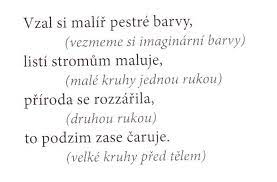 Vzal si malíř pestré barvy,
(vezmeme si imaginární barvy)
listí stromům maluje,
(malé kruhy jednou rukou)
příroda se rozzářila,
(druhou rukou)
to podzim zase čaruje.
(velké kruhy před tělem)